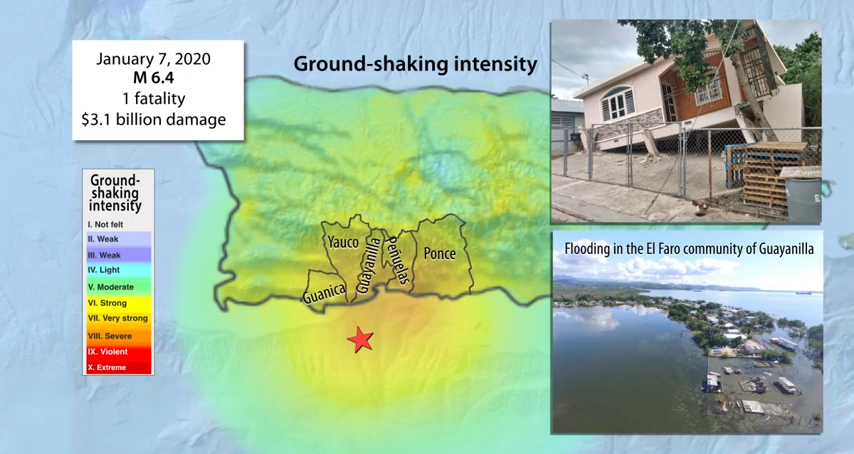 January 7, 2020
M 6.4
1 fatality
$3.1 billion damage
Ground-shaking intensity
Ground-
shaking
intensity
I. Not felt
II. Weak
III. Weak
IV. Light
V. Moderate
VI. Strong
VII. Very strong
VIII. Severe
IX. Violent
X. Extreme
Yauco
Guayanilla
Peñuelas
Ponce
Guanica
Flooding in the El Faro community of Guayanilla